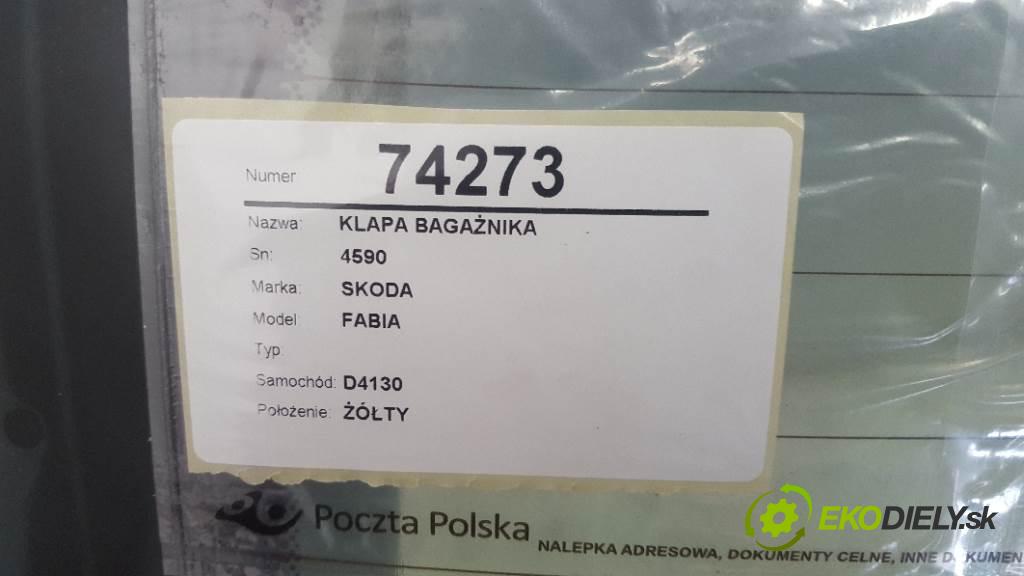 Numer 74273
Nazwa: KLAPA BAGAŻNIKA
Sn: 4590
Marka: SKODA
Model: FABIA
Typ:
Samochód: D4130
Położenie: ŻÓŁTY
Poczta Polska
NALEPKA ADRESOWA, DOKUMENTY CELNE, INNE DOKUMEN
EKODIELY.sk